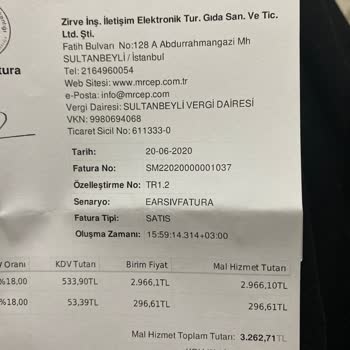 Zirve İnş. İletişim Elektronik Tur. Gıda San. Ve Tic.
Ltd. Şti.
Fatih Bulvarı No:128 A Abdurrahmangazi Mh
SULTANBEYLİ / İstanbul
Tel: 2164960054
Web Sitesi: www.mrcep.com.tr
e-Posta: info@mrcep.com
Vergi Dairesi: SULTANBEYLİ VERGİ DAİRESİ
VKN: 9980694068
Ticaret Sicil No: 611333-0
tura
Tarih: 20-06-2020
Fatura No: SM22020000001037
Özelleştirme No: TR1.2
Senaryo: EARSIVFATURA
Fatura Tipi: SATIS
Oluşma Zamanı: 15:59:14.314+03:00
Oranı KDV Tutarı Birim Fiyat Mal Hizmet Tutarı
%18,00 533,90TL 2.966,1TL 2.966,10TL
%18,00 53,39TL 296,61TL 296,61TL
Mal Hizmet Toplam Tutarı: 3.262,71TL